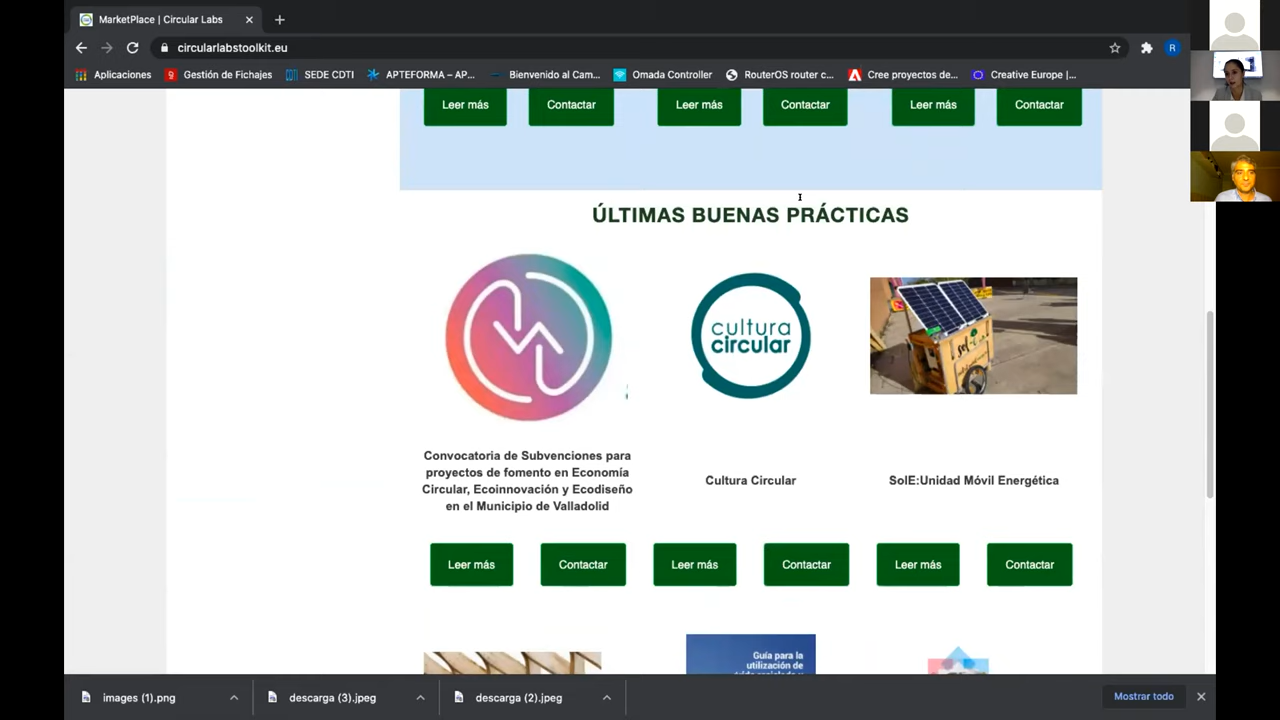 MarketPlace | Circular Labs
circularlabstoolkit.eu
R
Aplicaciones
Gestión de Fichajes
SEDE CDTI
APTEFORMA – AP...
Bienvenido al Cam...
Omada Controller
RouterOS router c...
Cree proyectos de...
Creative Europe |...
Leer más
Contactar
Leer más
Contactar
Leer más
Contactar
ÚLTIMAS BUENAS PRÁCTICAS
cultura
circular
Convocatoria de Subvenciones para
proyectos de fomento en Economía
Circular, Ecoinnovación y Ecodiseño
en el Municipio de Valladolid
Cultura Circular
SolE:Unidad Móvil Energética
Leer más
Contactar
Leer más
Contactar
Leer más
Contactar
Guía para la
utilización de
images (1).png
descarga (3).jpeg
descarga (2).jpeg
Mostrar todo